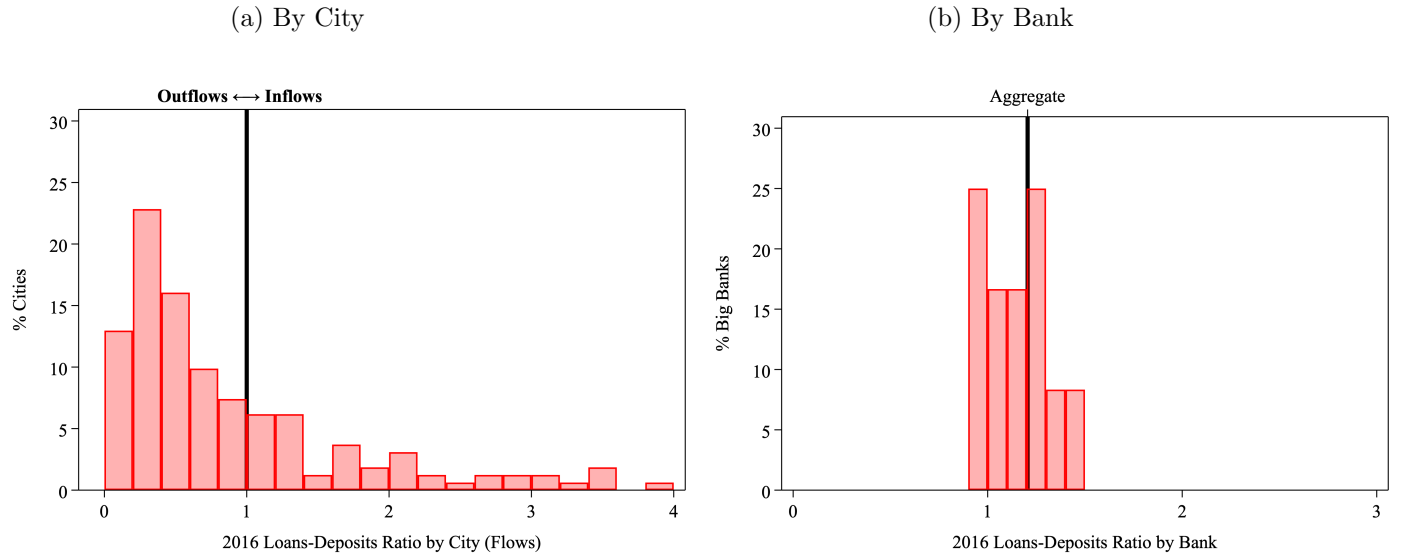 (a) By City
Outflows ⟷ Inflows
30
25
20
15
10
5
0
% Cities
0 1 2 3 4
2016 Loans-Deposits Ratio by City (Flows)
(b) By Bank
Aggregate
30
25
20
15
10
5
0
% Big Banks
0 1 2 3
2016 Loans-Deposits Ratio by Bank